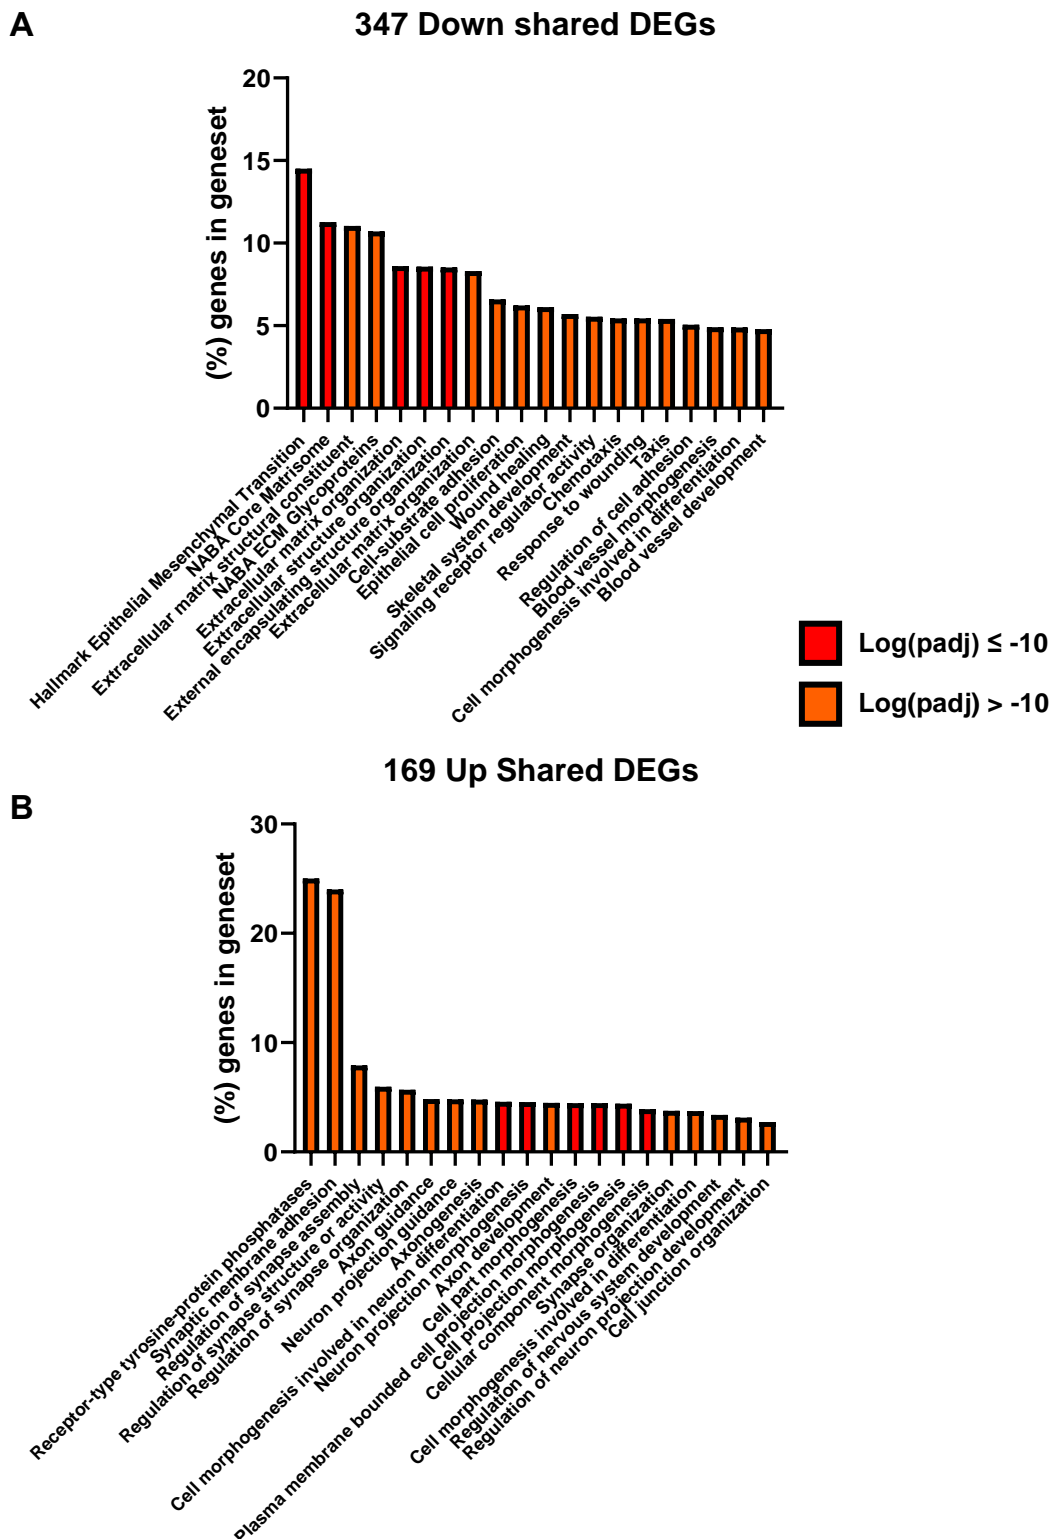 A
347 Down shared DEGs
(%) genes in geneset
20
15
10
5
0
Hallmark Epithelial Mesenchymal Transition
NABA Core Matrisome
Extracellular matrix structural constituent
NABA ECM Glycoproteins
Extracellular matrix organization
Extracellular structure organization
External encapsulating structure organization
Extracellular matrix organization
Cell-substrate adhesion
Epithelial cell proliferation
Wound healing
Skeletal system development
Signaling receptor regulator activity
Chemotaxis
Response to wounding
Taxis
Regulation of cell adhesion
Blood vessel morphogenesis
Cell morphogenesis involved in differentiation
Blood vessel development
Log(padj) ≤ -10
Log(padj) > -10
169 Up Shared DEGs
B
(%) genes in geneset
30
20
10
0
Receptor-type tyrosine-protein phosphatases
Synaptic membrane adhesion
Regulation of synapse assembly
Regulation of synapse structure or activity
Regulation of synapse organization
Axon guidance
Neuron projection guidance
Axonogenesis
Cell morphogenesis involved in neuron differentiation
Neuron projection morphogenesis
Axon development
Cell part morphogenesis
Plasma membrane bounded cell projection morphogenesis
Cell projection morphogenesis
Cellular component morphogenesis
Synapse organization
Cell morphogenesis involved in differentiation
Regulation of nervous system development
Regulation of neuron projection development
Cell junction organization